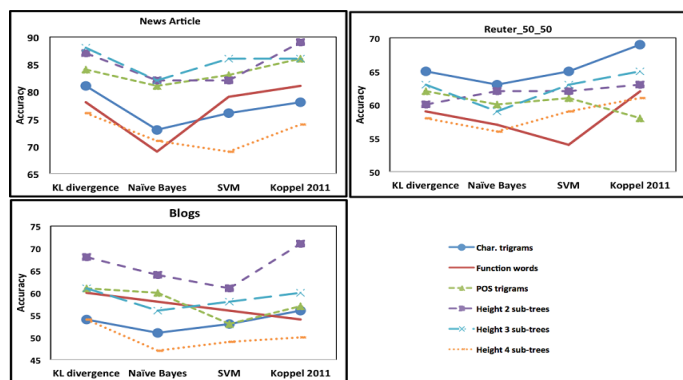 News Article
90
85
80
75
70
65
Accuracy
KL divergence Naïve Bayes SVM Koppel 2011
Reuter_50_50
70
65
60
55
50
Accuracy
KL divergence Naïve Bayes SVM Koppel 2011
Blogs
75
70
65
60
55
50
45
Accuracy
KL divergence Naïve Bayes SVM Koppel 2011
Char. trigrams
Function words
POS trigrams
Height 2 sub-trees
Height 3 sub-trees
Height 4 sub-trees